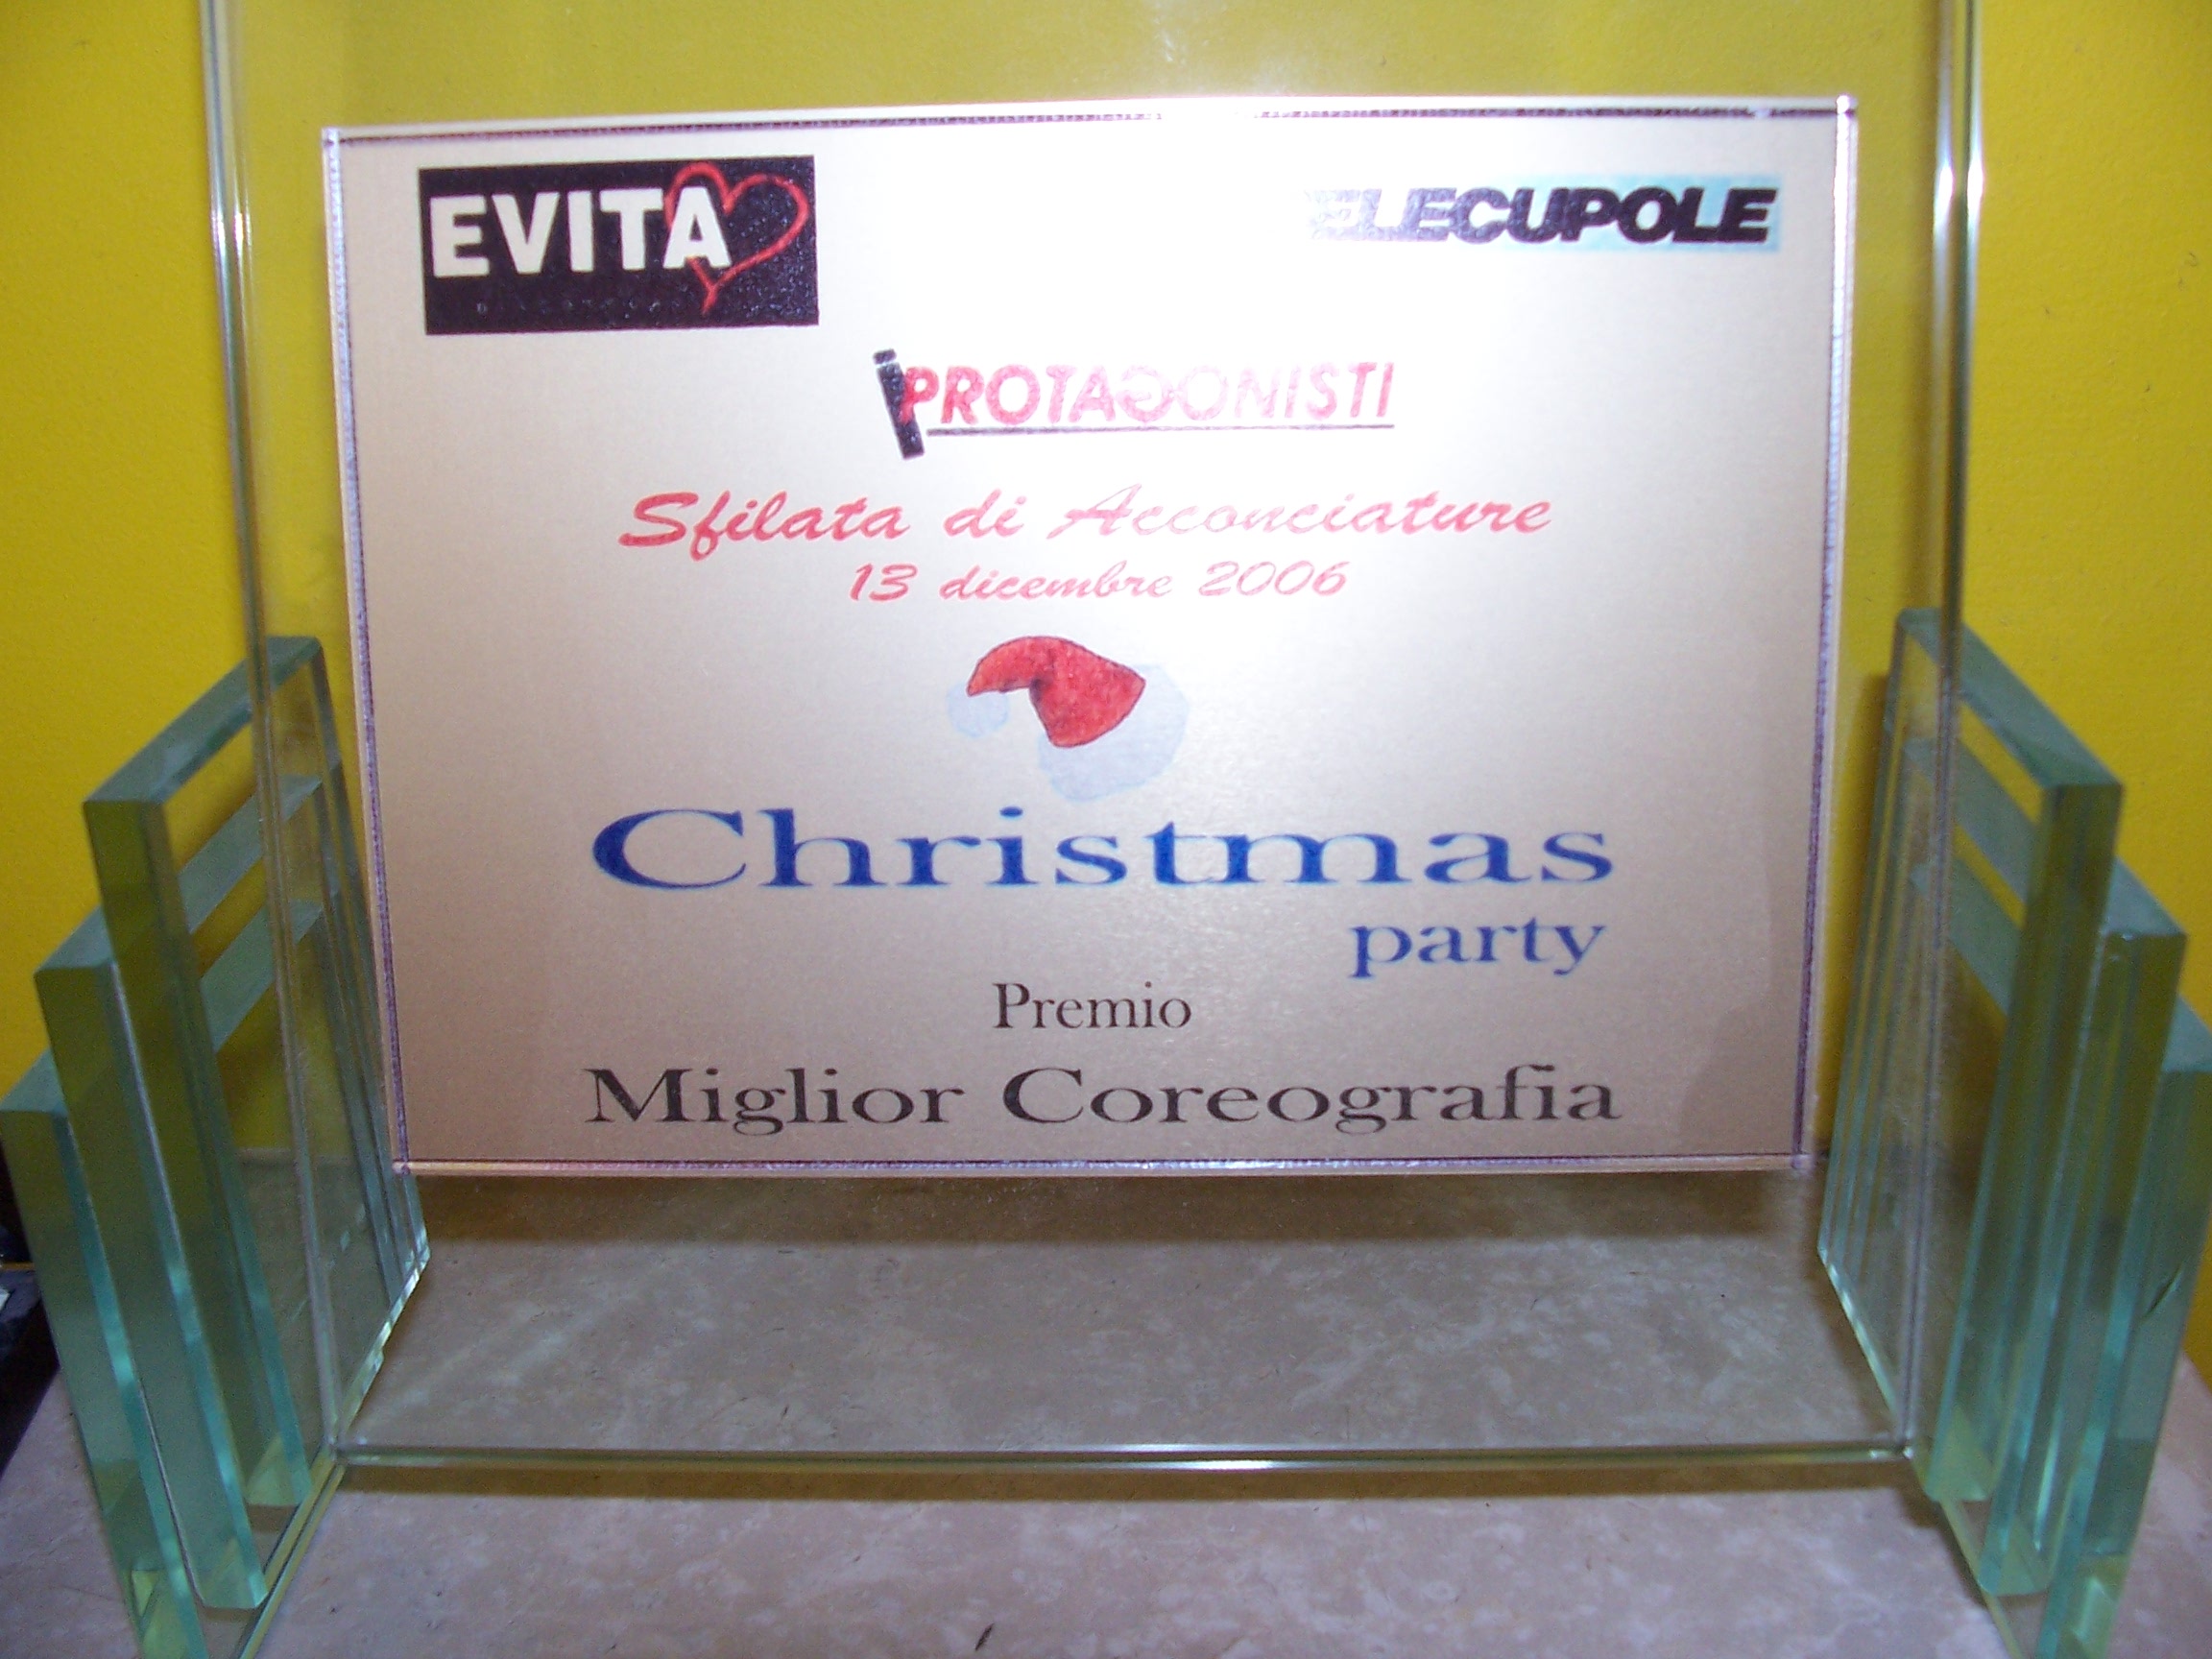 EVITA
ELECUPOLE
i PROTAGONISTI
Sfilata di Acconciature
13 dicembre 2006
Christmas
party
Premio
Miglior Coreografia